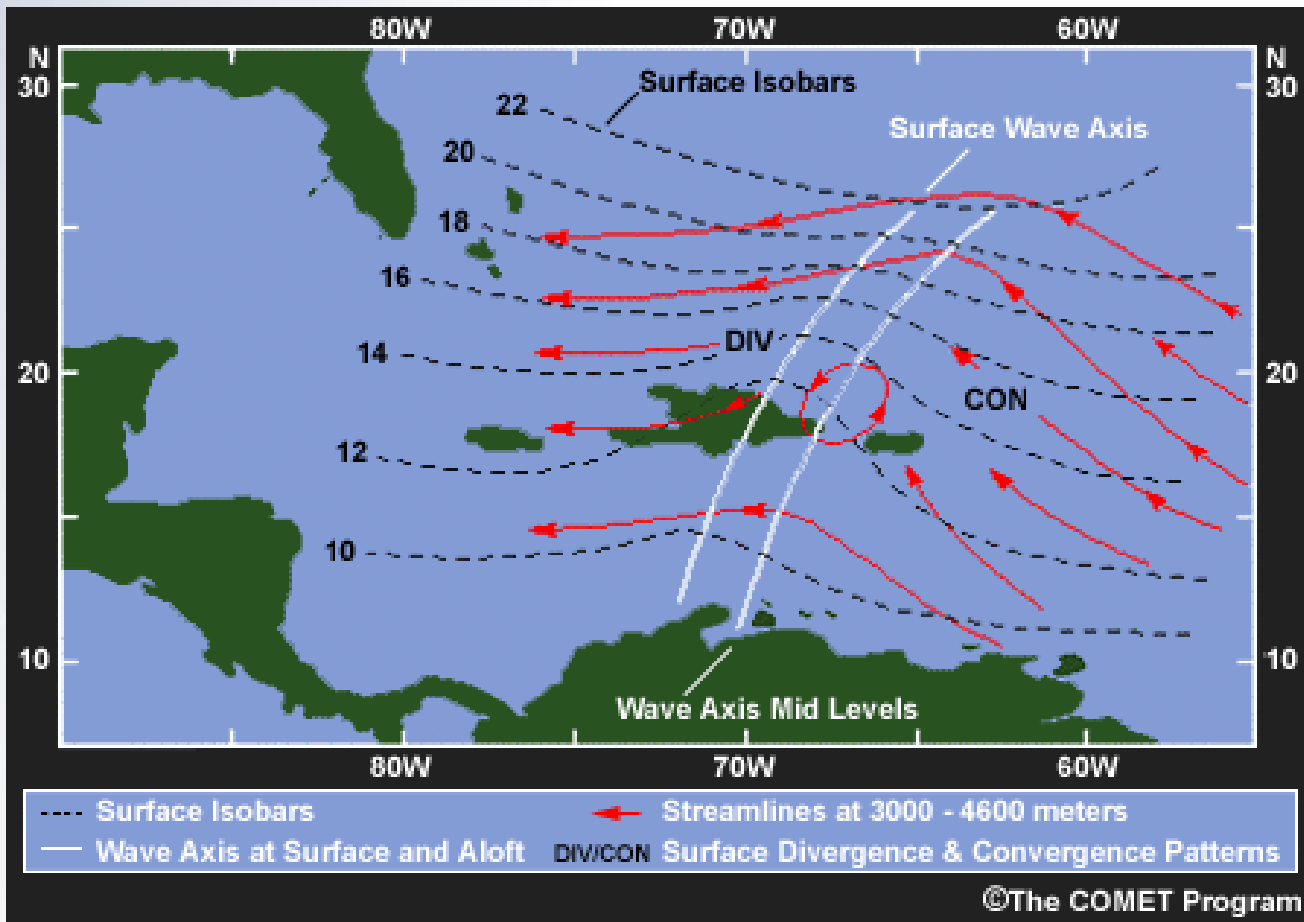 80W 70W 60W
N N
30 30
Surface Isobars
22
Surface Wave Axis
20
18
16
DIV
14
20 20
CON
12
10
10 10
Wave Axis Mid Levels
80W 70W 60W
Surface Isobars Streamlines at 3000 - 4600 meters
Wave Axis at Surface and Aloft DIV/CON Surface Divergence & Convergence Patterns
©The COMET Program